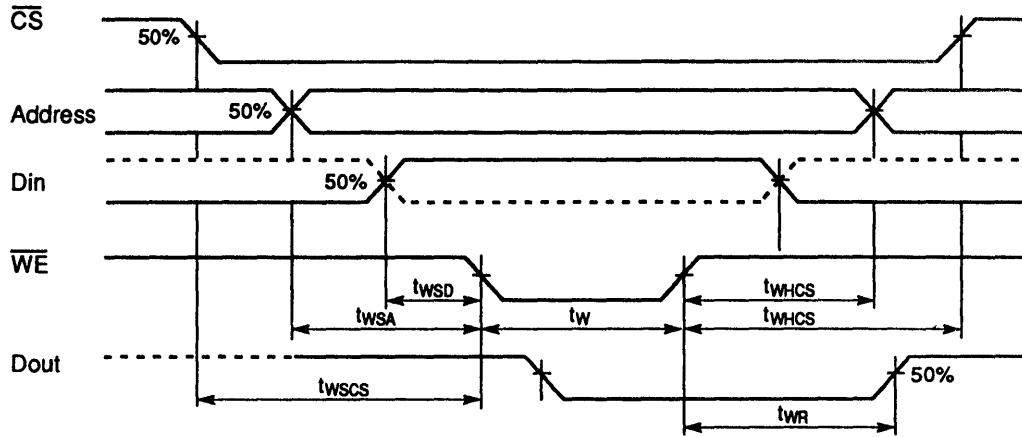 CS
50%
Address
50%
Din
50%
WE
tWSD
tWHCS
tWSA
tW
tWHCS
Dout
50%
tWSCS
tWR